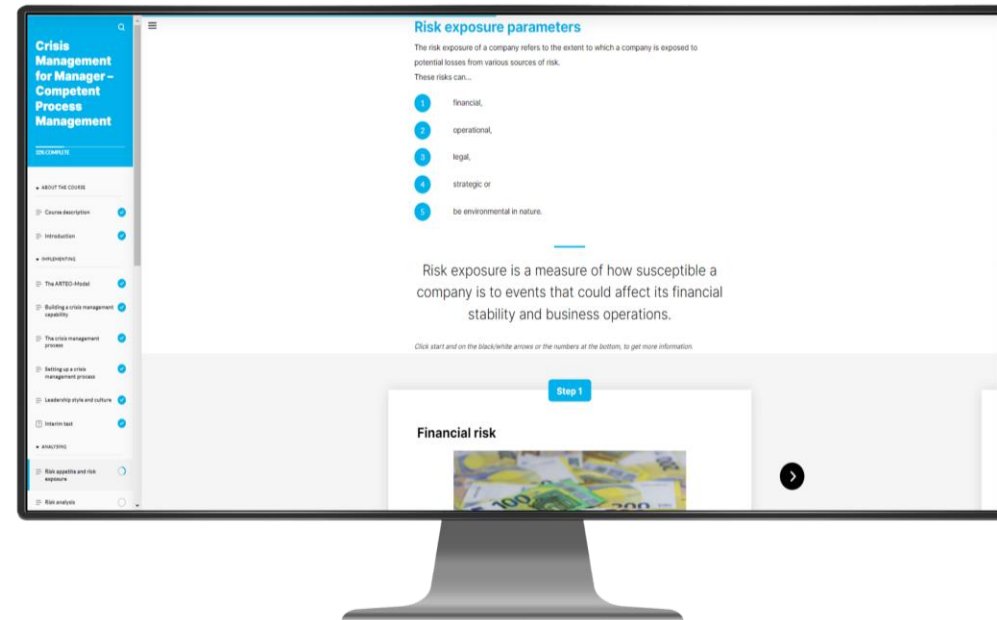 Crisis
Management
for Manager –
Competent
Process
Management
33% COMPLETE
ABOUT THE COURSE
Course description
Introduction
IMPLEMENTING
The ARTEO-Model
Building a crisis management
capability
The crisis management
process
Setting up a crisis
management process
Leadership style and culture
Interim test
ANALYSING
Risk appetite and risk
exposure
Risk analysis
Risk exposure parameters
The risk exposure of a company refers to the extent to which a company is exposed to
potential losses from various sources of risk.
These risks can...
1 financial,
2 operational,
3 legal,
4 strategic or
5 be environmental in nature.
Risk exposure is a measure of how susceptible a
company is to events that could affect its financial
stability and business operations.
Click start and on the black/white arrows or the numbers at the bottom, to get more information.
Step 1
Financial risk
100
200